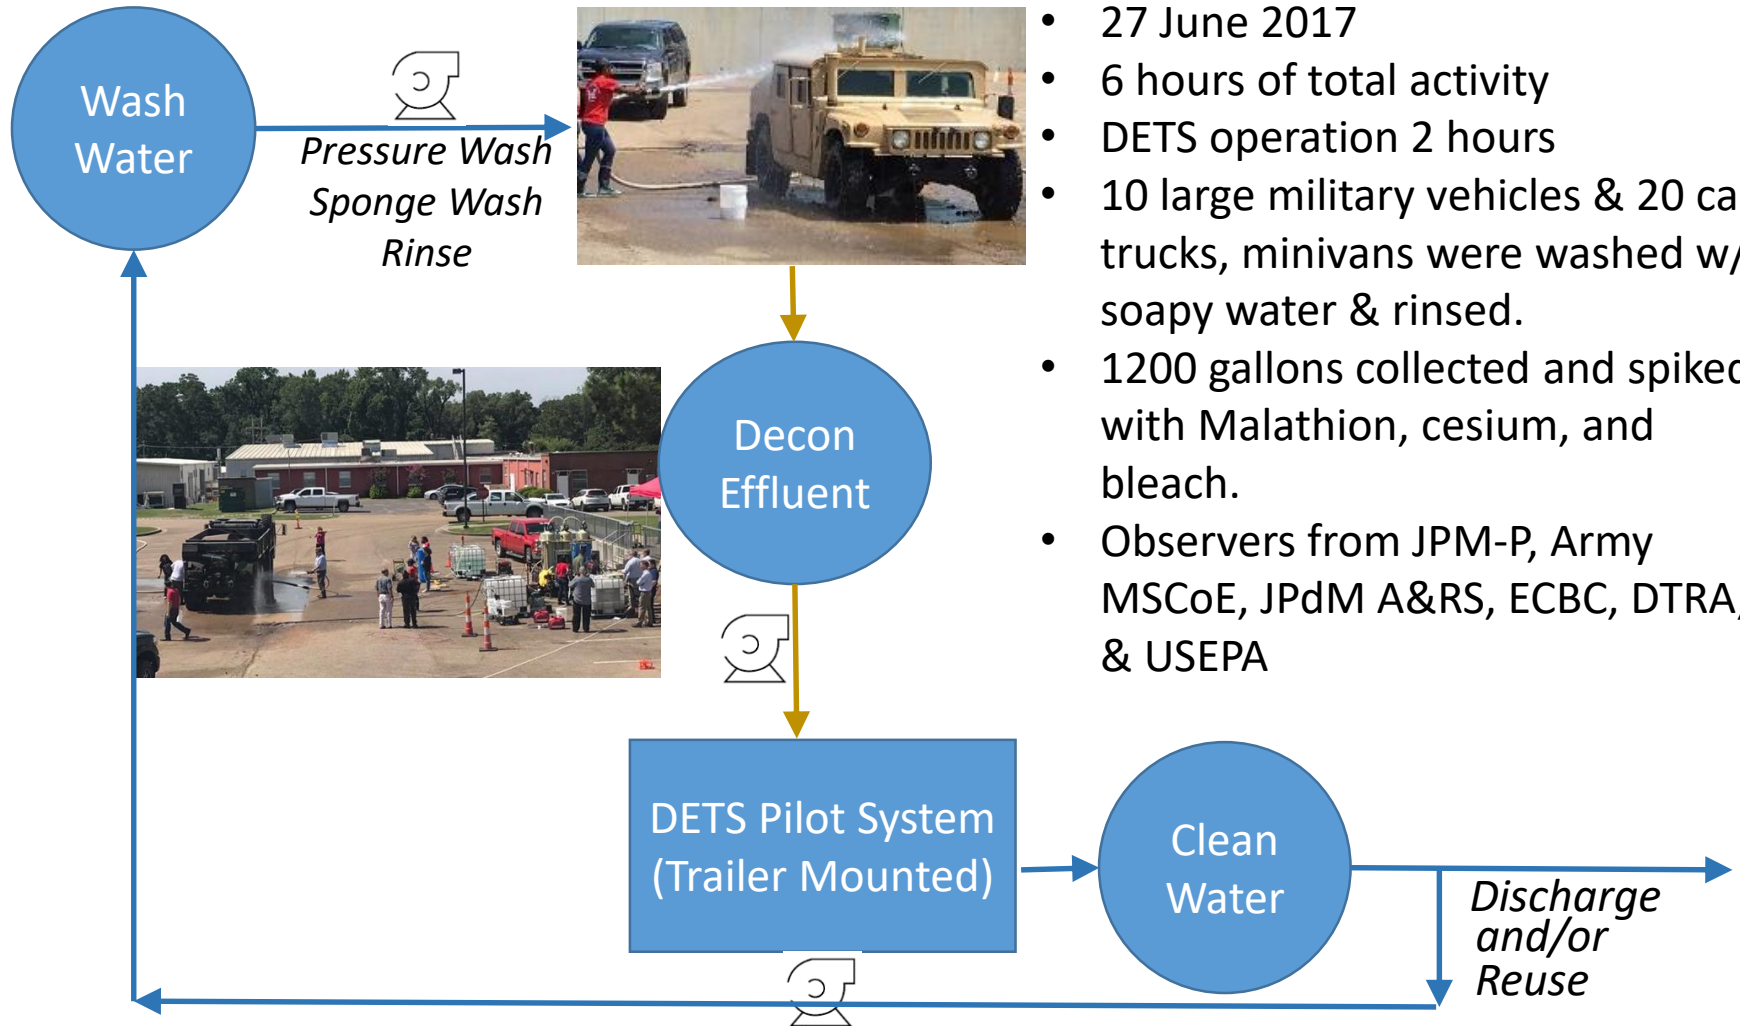 Wash
Water
Pressure Wash
Sponge Wash
Rinse
• 27 June 2017
• 6 hours of total activity
• DETS operation 2 hours
• 10 large military vehicles & 20 ca
trucks, minivans were washed w/
soapy water & rinsed.
• 1200 gallons collected and spiked
with Malathion, cesium, and
bleach.
• Observers from JPM-P, Army
MSCoE, JPdM A&RS, ECBC, DTRA,
& USEPA
Decon
Effluent
DETS Pilot System
(Trailer Mounted)
Clean
Water
Discharge
and/or
Reuse